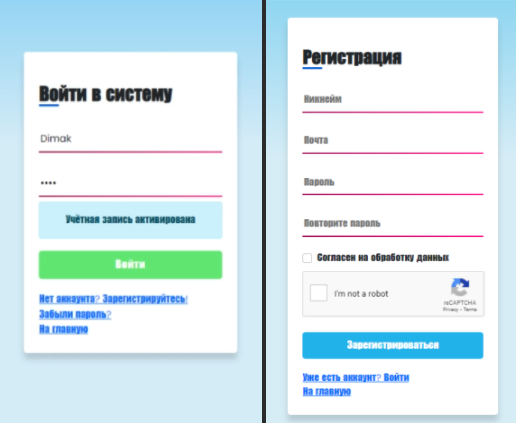 Войти в систему
Dimak
••••
Учётная запись активирована
Войти
Нет аккаунта? Зарегистрируйтесь!
Забыли пароль?
На главную
Регистрация
Никнейм
Почта
Пароль
Повторите пароль
Согласен на обработку данных
I'm not a robot
reCAPTCHA
Privacy - Terms
Зарегистрироваться
Уже есть аккаунт? Войти
На главную